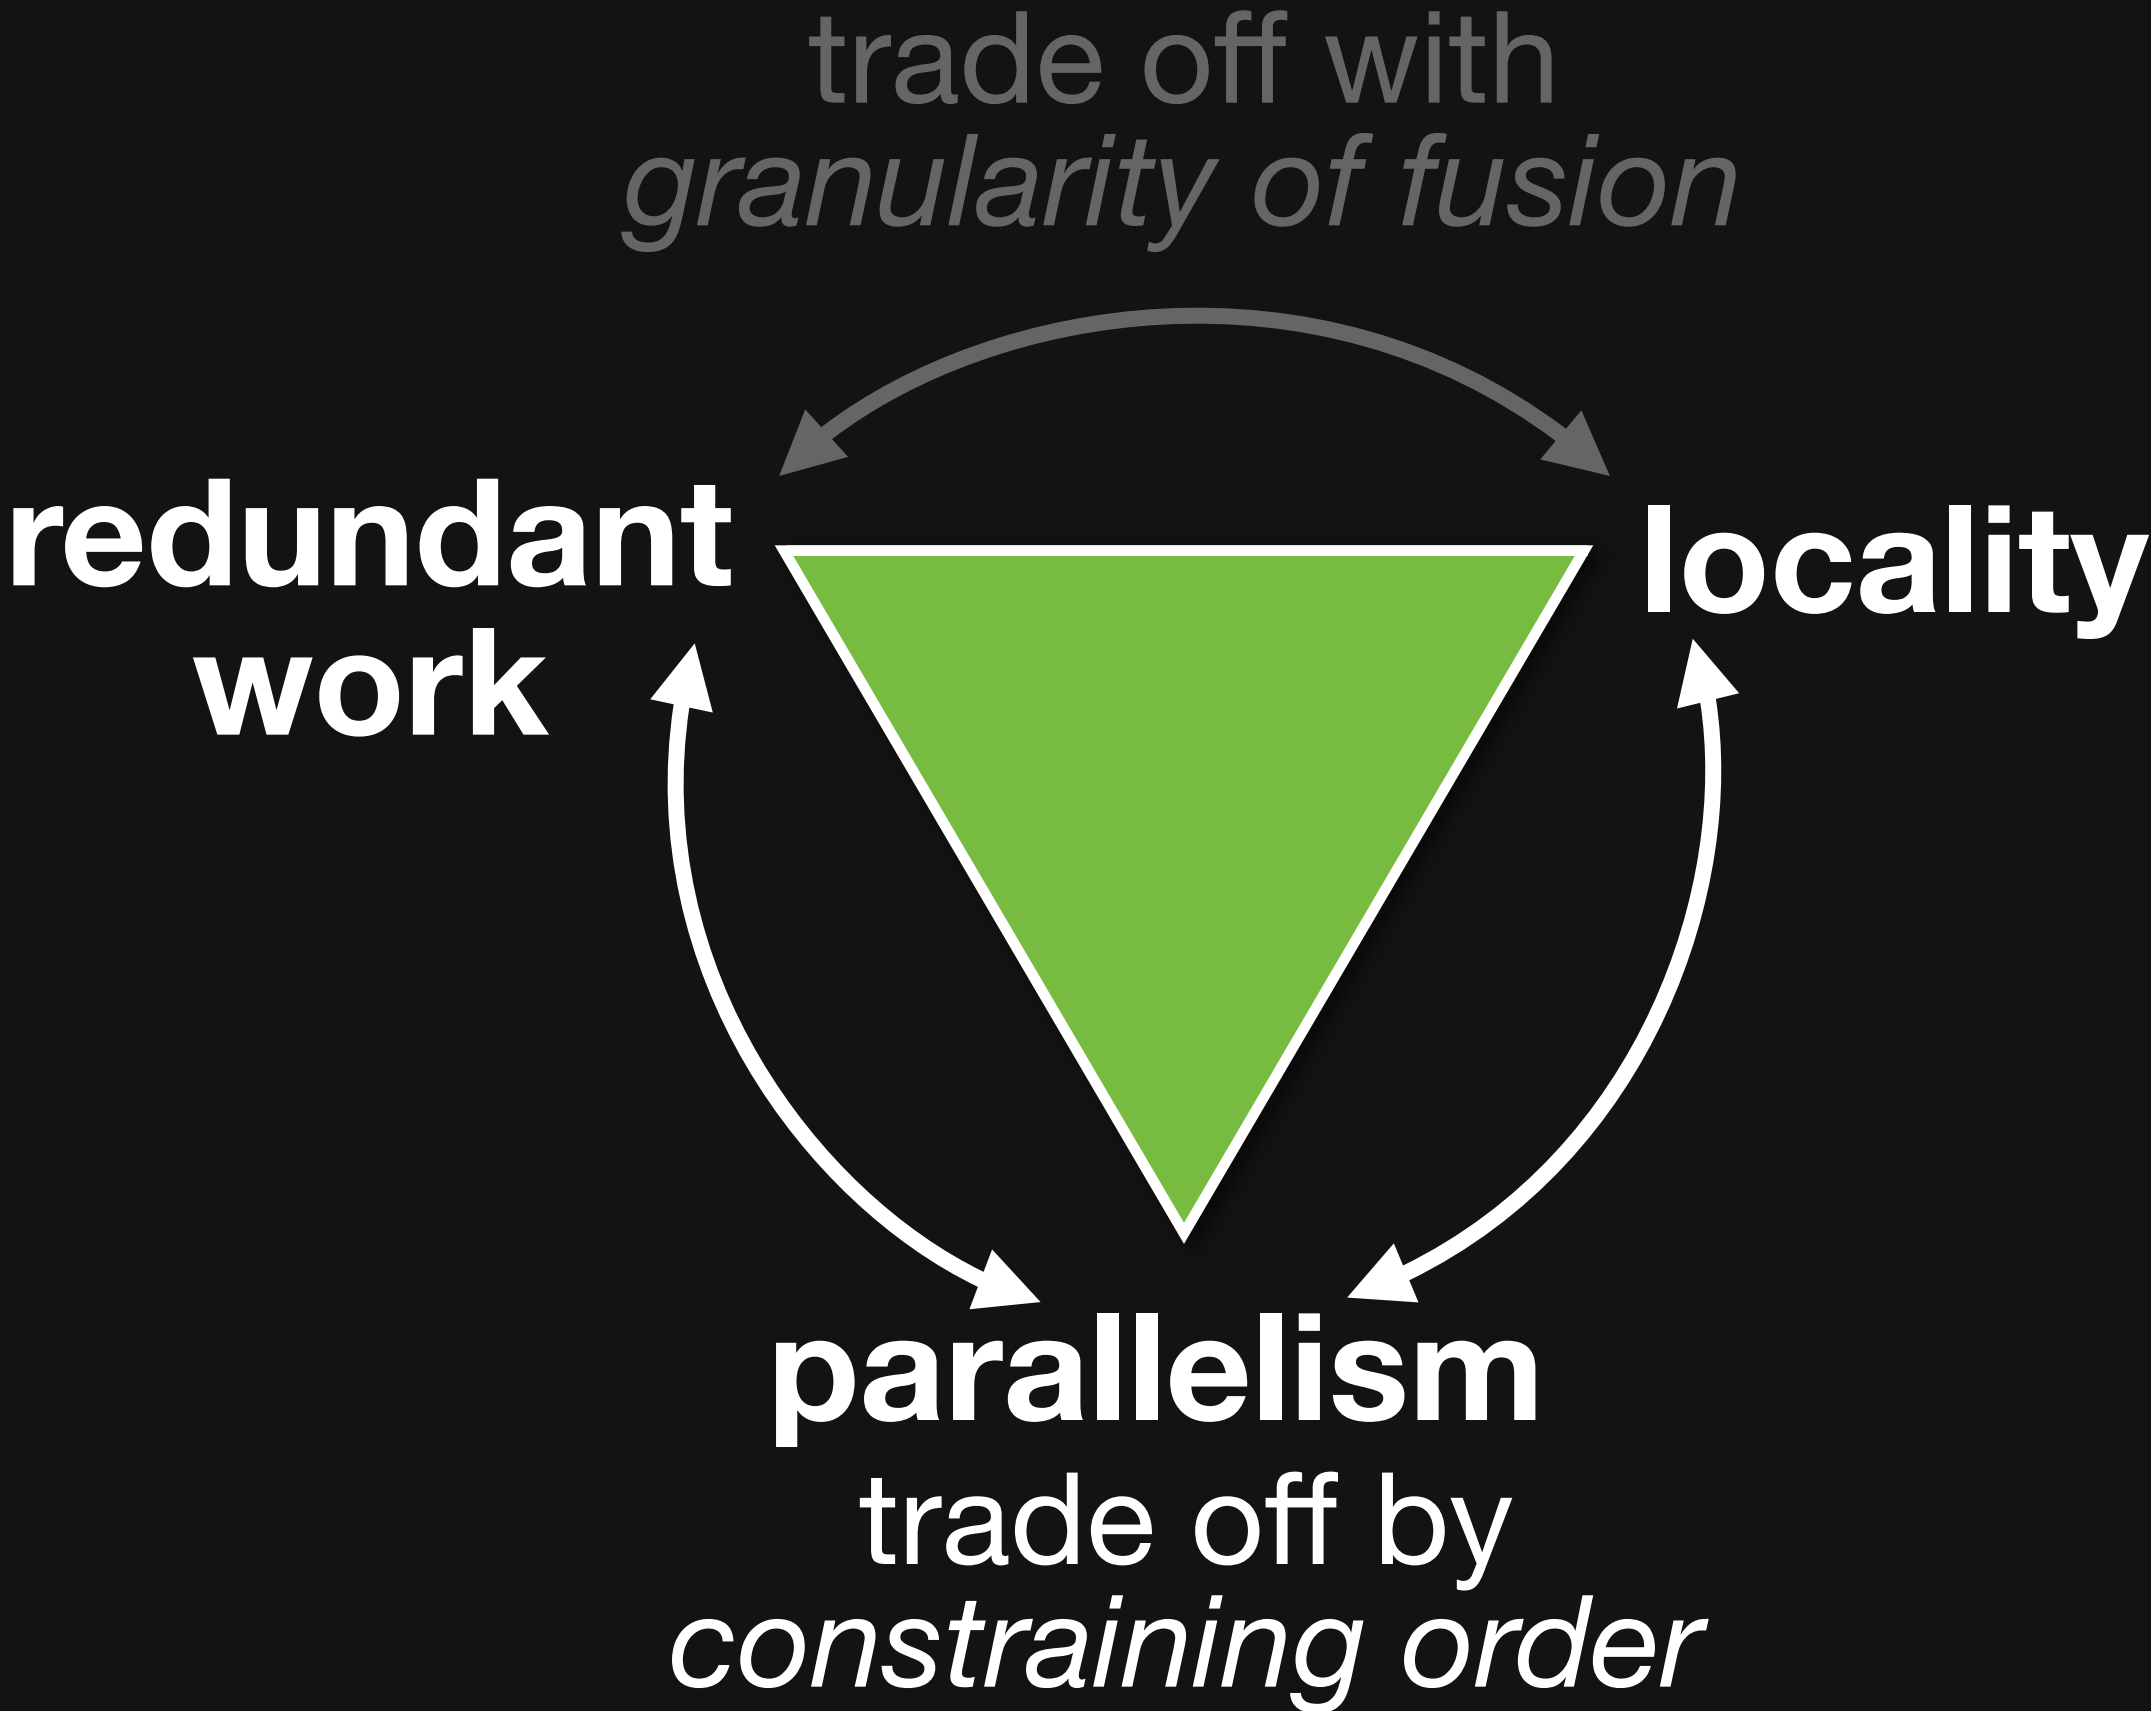 trade off with
granularity of fusion
redundant
work
locality
parallelism
trade off by
constraining order